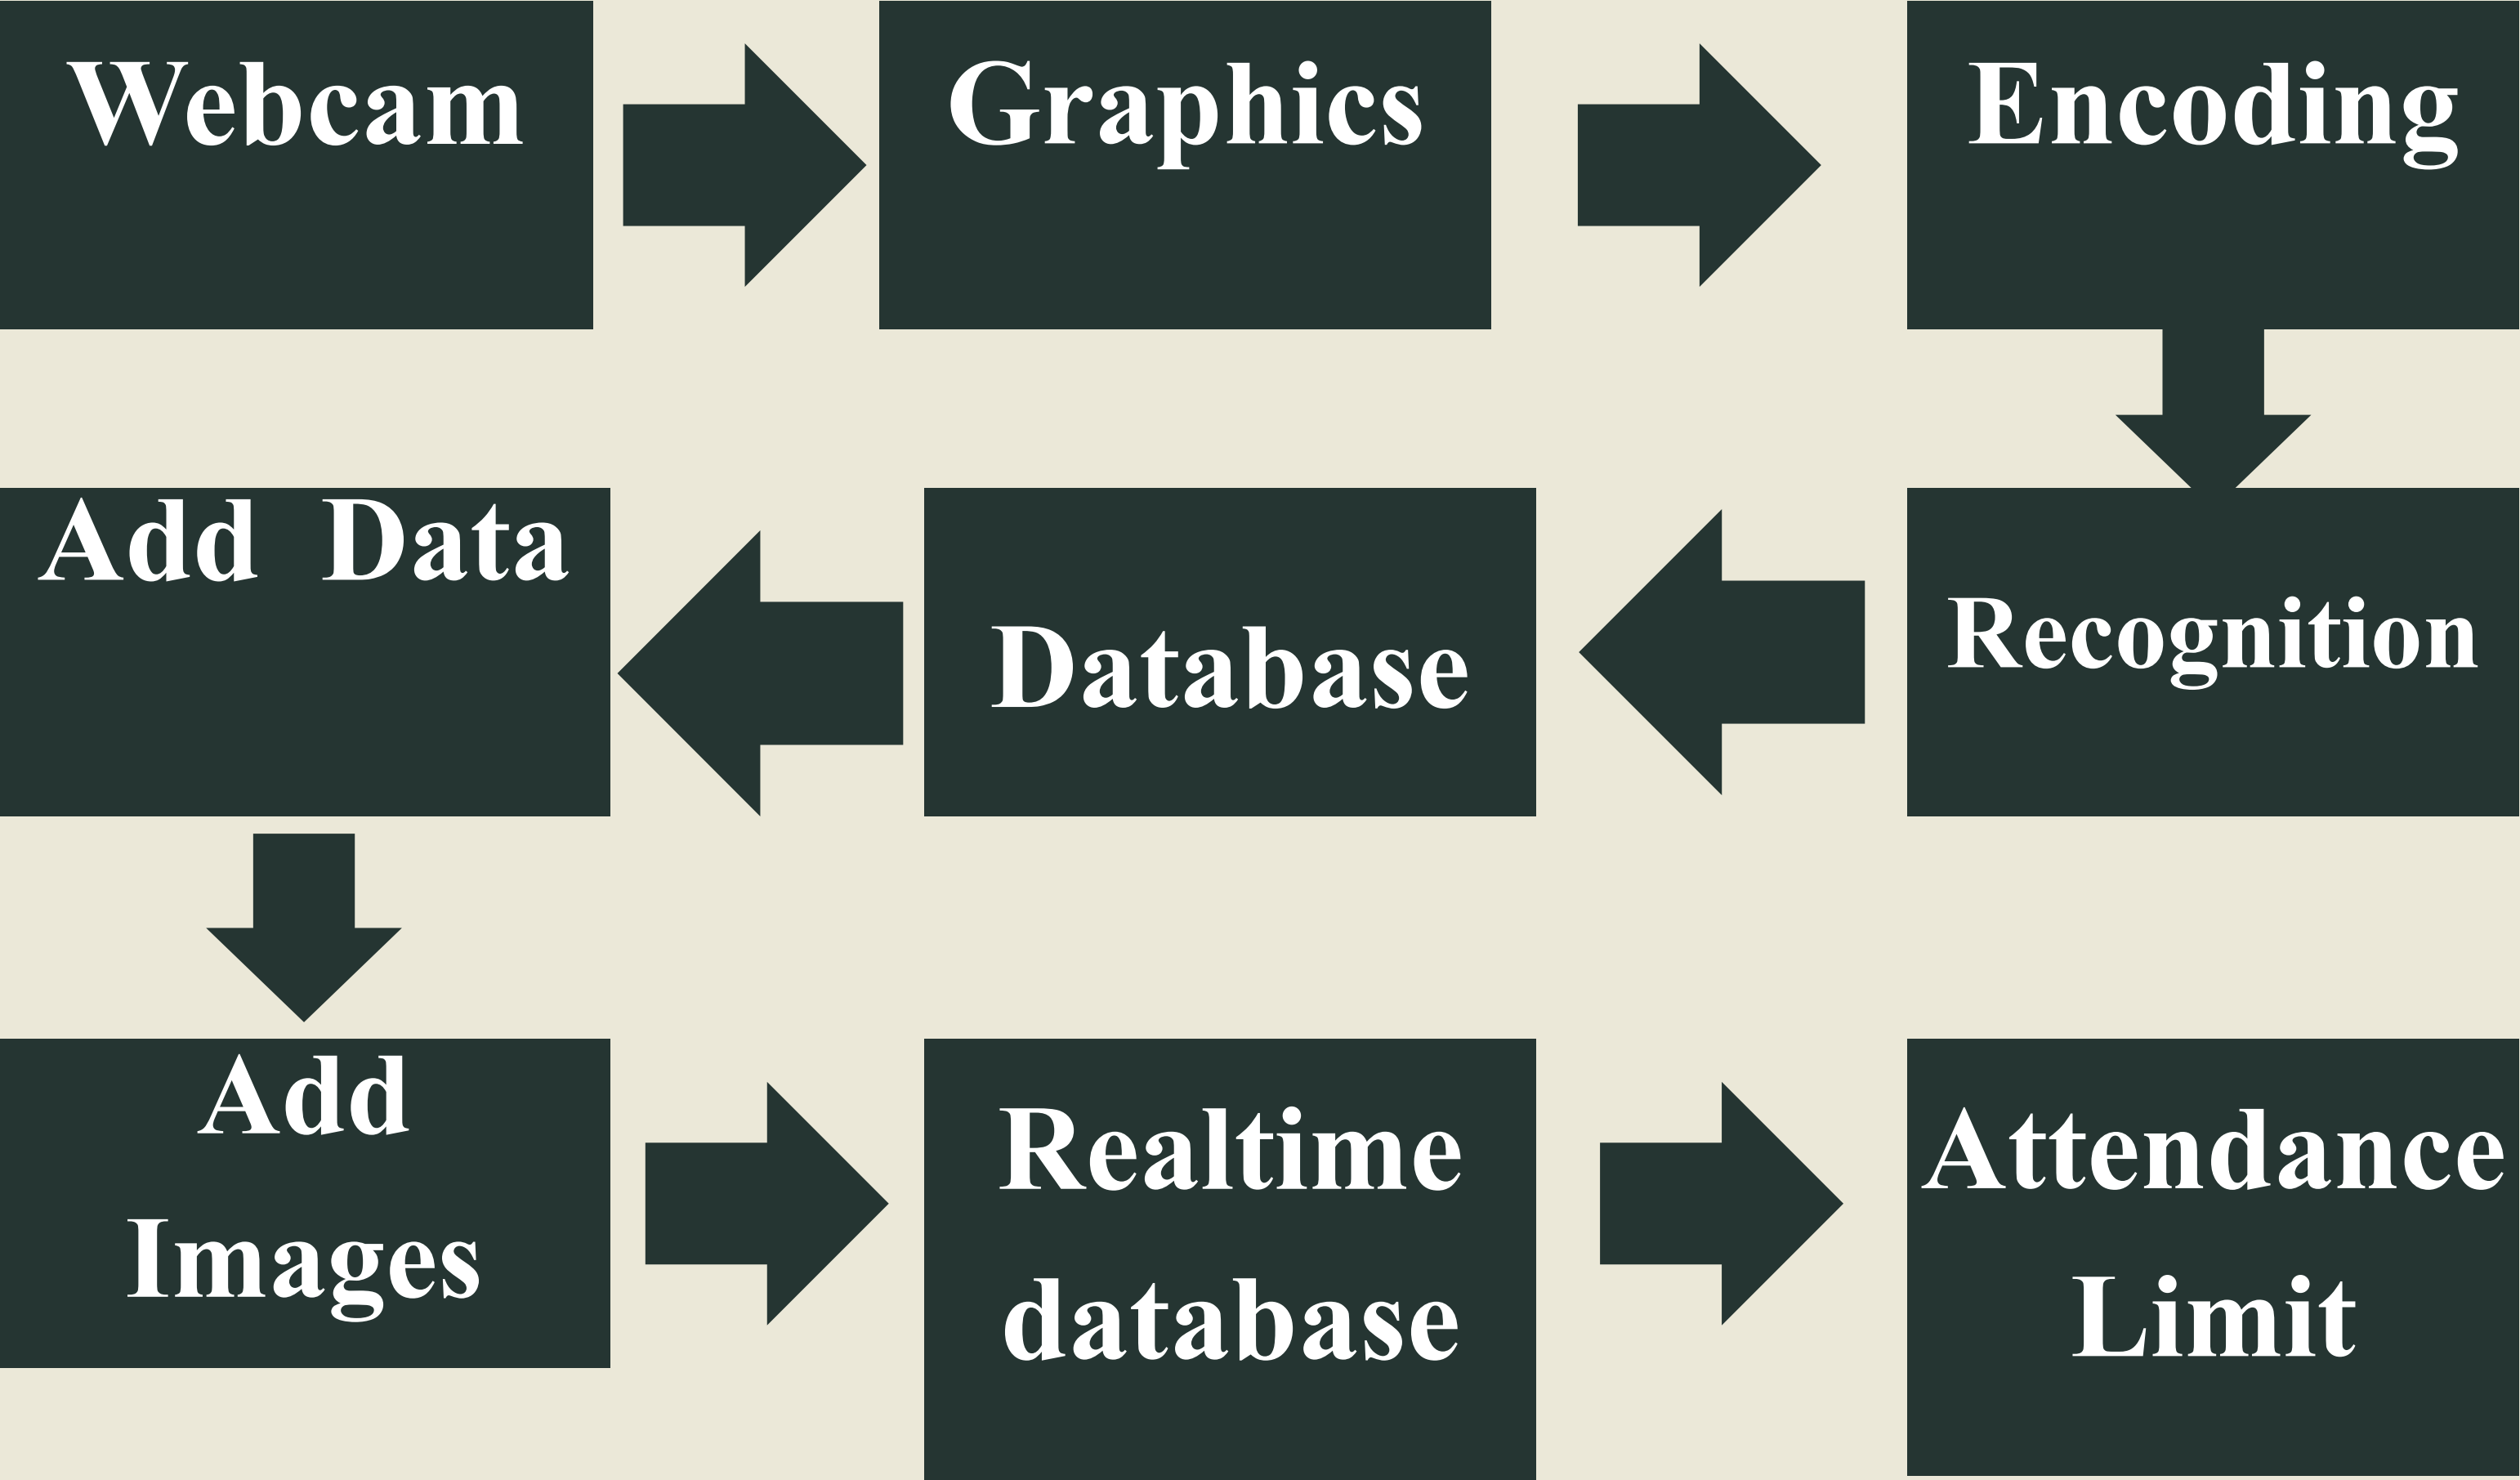 Webcam
Graphics
Encoding
Add Data
Database
Recognition
Add
Images
Realtime
database
Attendance
Limit